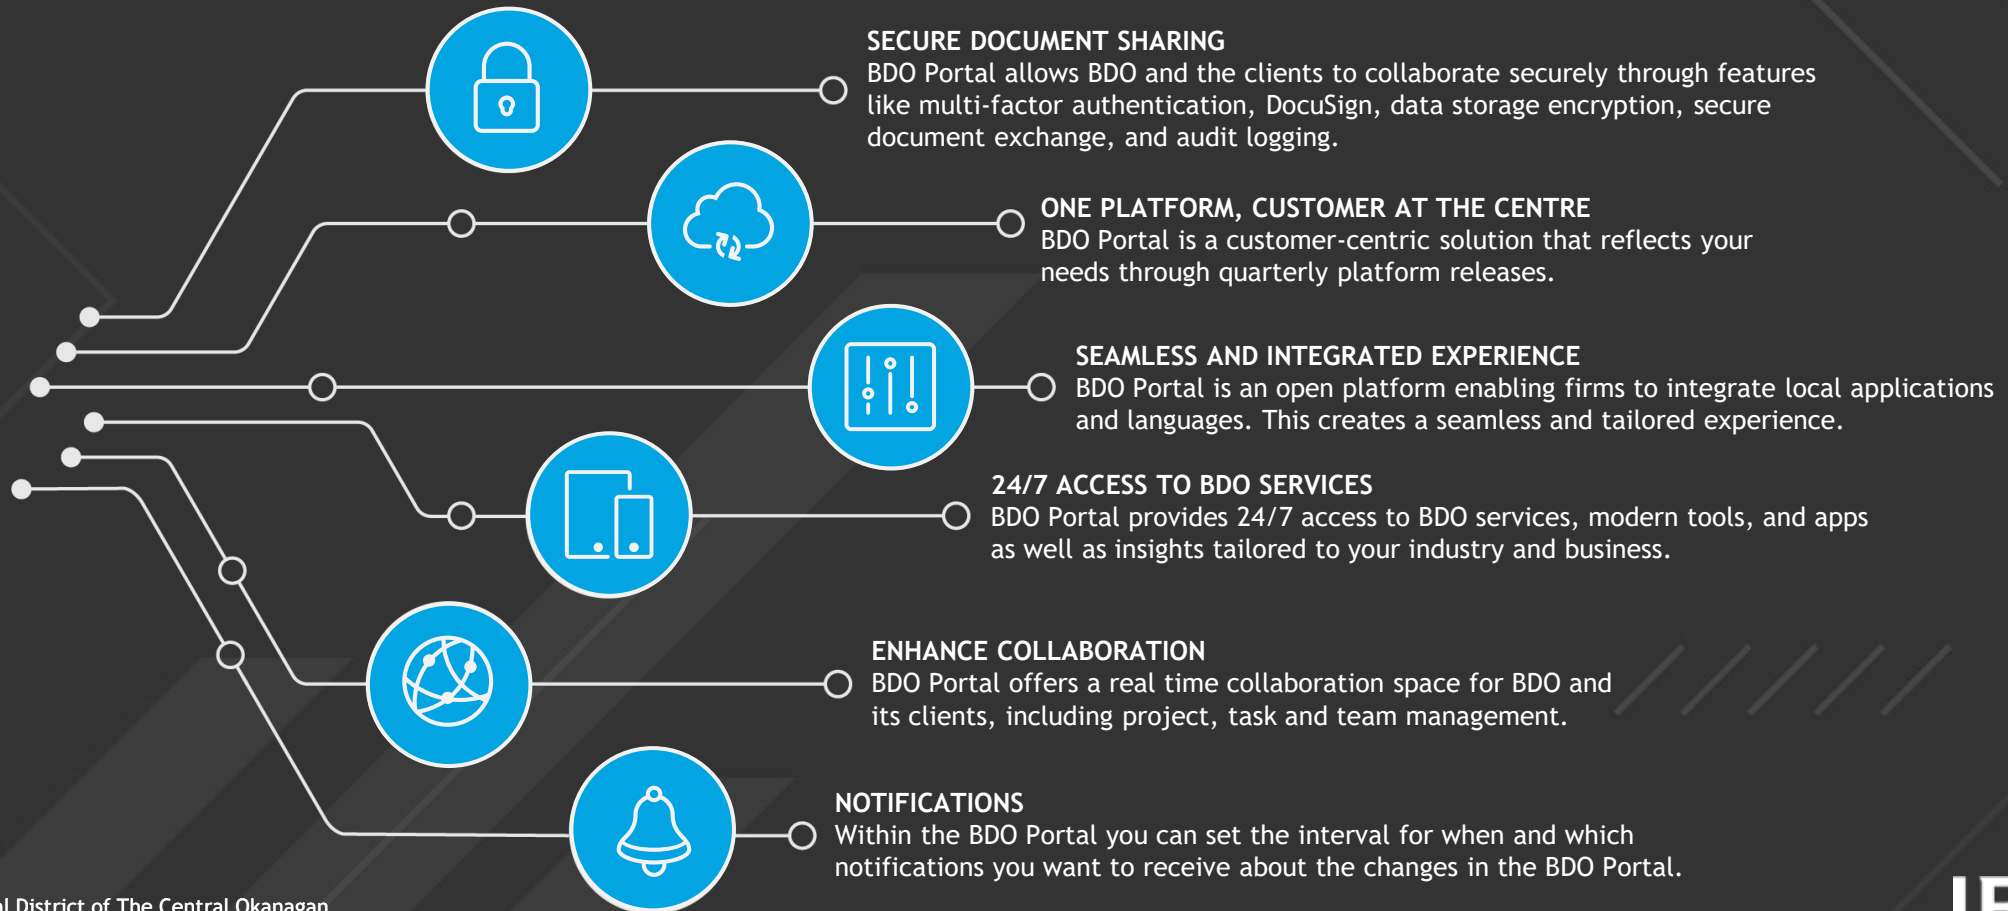 SECURE DOCUMENT SHARING
BDO Portal allows BDO and the clients to collaborate securely through features
like multi-factor authentication, DocuSign, data storage encryption, secure
document exchange, and audit logging.
ONE PLATFORM, CUSTOMER AT THE CENTRE
BDO Portal is a customer-centric solution that reflects your
needs through quarterly platform releases.
SEAMLESS AND INTEGRATED EXPERIENCE
BDO Portal is an open platform enabling firms to integrate local applications
and languages. This creates a seamless and tailored experience.
24/7 ACCESS TO BDO SERVICES
BDO Portal provides 24/7 access to BDO services, modern tools, and apps
as well as insights tailored to your industry and business.
ENHANCE COLLABORATION
BDO Portal offers a real time collaboration space for BDO and
its clients, including project, task and team management.
NOTIFICATIONS
Within the BDO Portal you can set the interval for when and which
notifications you want to receive about the changes in the BDO Portal.
District of The Central Okanagan